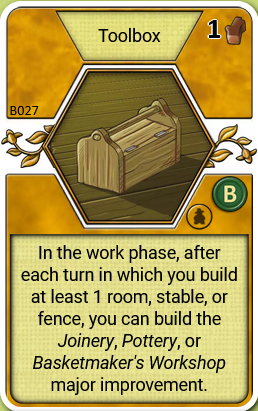 Toolbox
1
B027
B
In the work phase, after
each turn in which you build
at least 1 room, stable, or
fence, you can build the
Joinery, Pottery, or
Basketmaker's Workshop
major improvement.